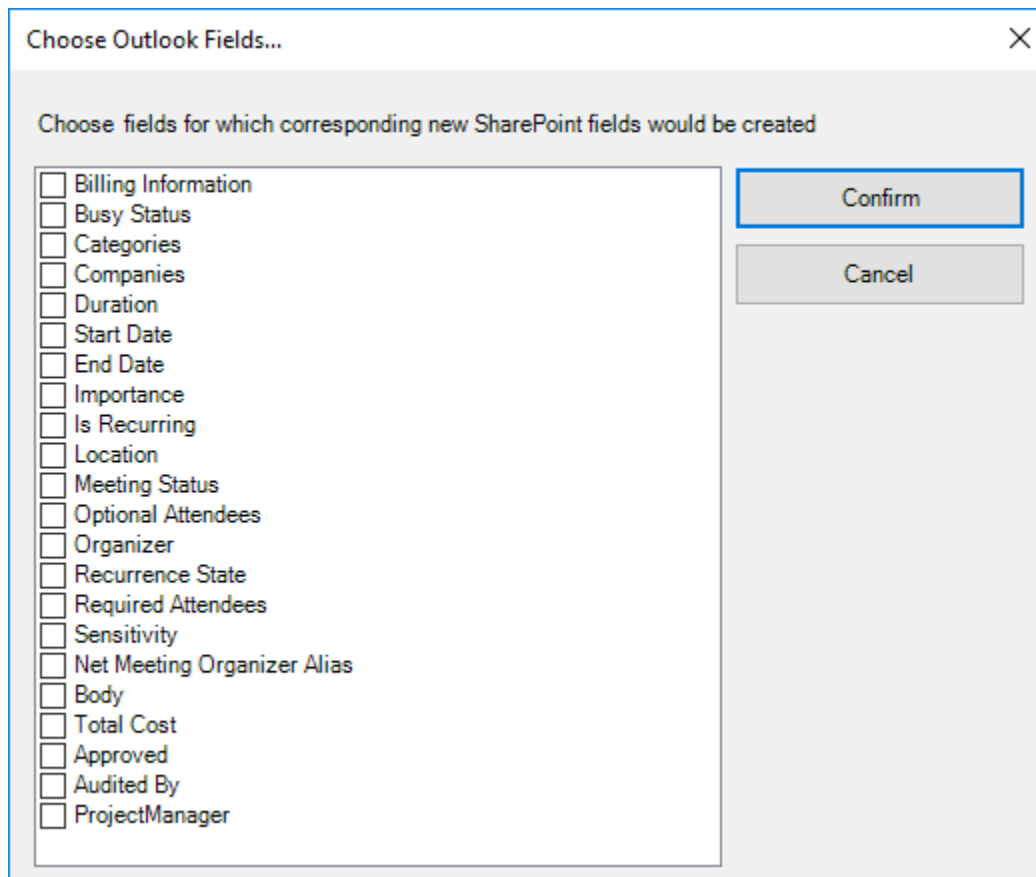 Choose Outlook Fields...
Choose fields for which corresponding new SharePoint fields would be created
Billing Information
Busy Status
Categories
Companies
Duration
Start Date
End Date
Importance
Is Recurring
Location
Meeting Status
Optional Attendees
Organizer
Recurrence State
Required Attendees
Sensitivity
Net Meeting Organizer Alias
Body
Total Cost
Approved
Audited By
ProjectManager
Confirm
Cancel